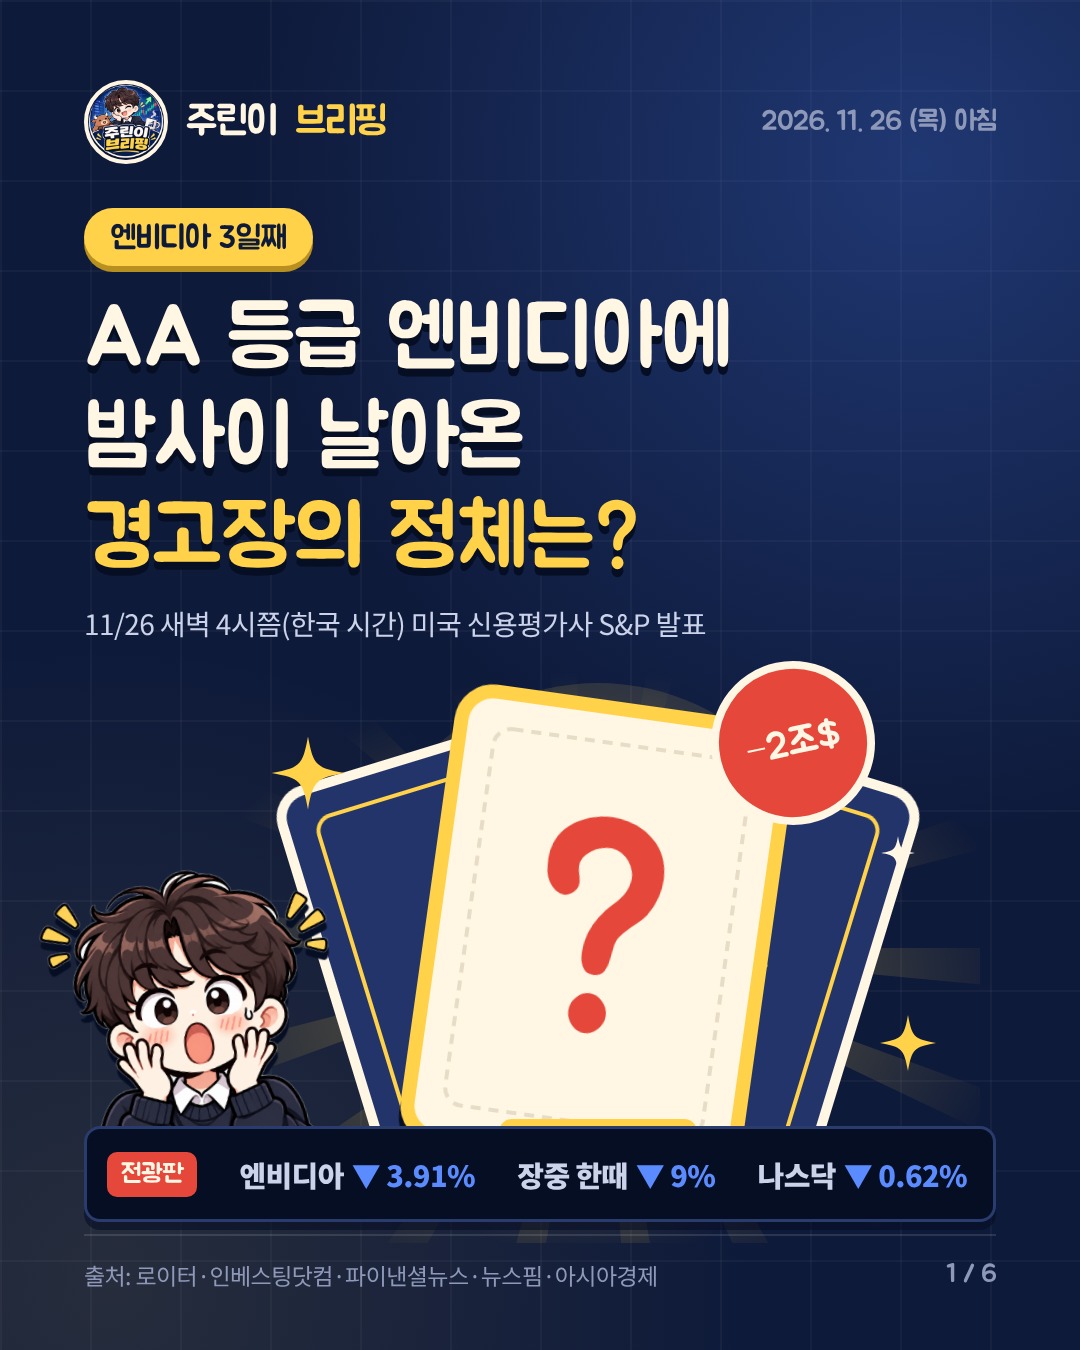 주린이 브리핑
주린이 브리핑
2026. 11. 26 (목) 아침
엔비디아 3일째
AA 등급 엔비디아에
밤사이 날아온
경고장의 정체는?
11/26 새벽 4시쯤(한국 시간) 미국 신용평가사 S&P 발표
–2조$
?
전광판 엔비디아 ▼ 3.91% 장중 한때 ▼ 9% 나스닥 ▼ 0.62%
출처: 로이터·인베스팅닷컴·파이낸셜뉴스·뉴스핌·아시아경제
1 / 6